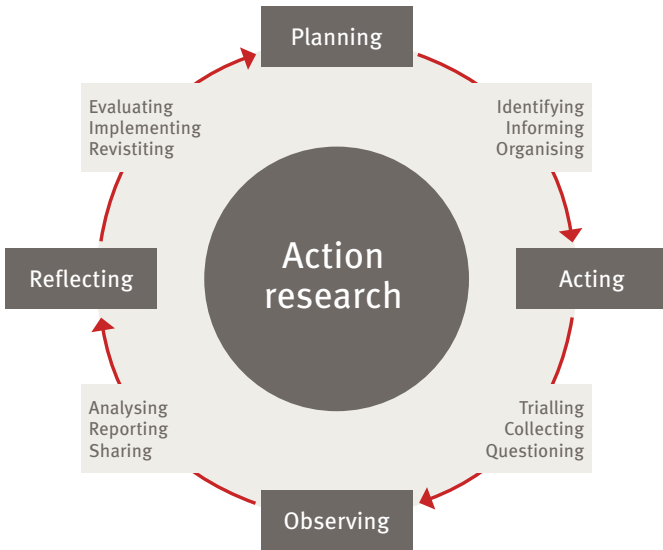 Planning
Evaluating
Implementing
Revistiting
Identifying
Informing
Organising
Reflecting
Action
research
Acting
Analysing
Reporting
Sharing
Trialling
Collecting
Questioning
Observing